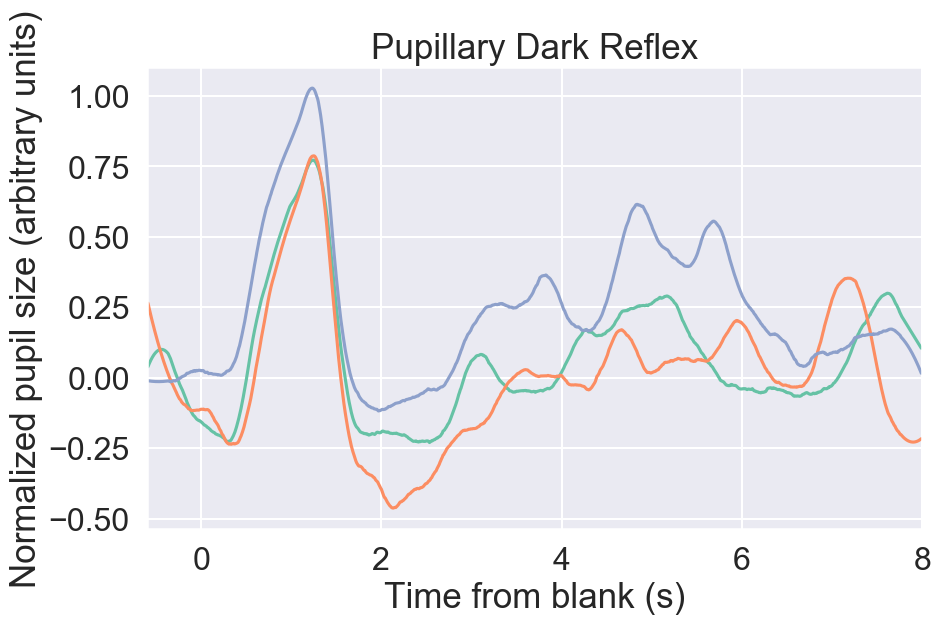 Pupillary Dark Reflex
Normalized pupil size (arbitrary units)
1.00
0.75
0.50
0.25
0.00
−0.25
−0.50
0 2 4 6 8
Time from blank (s)